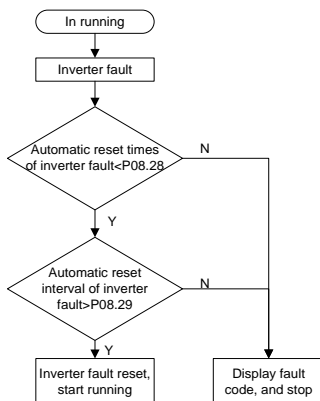 In running
Inverter fault
Automatic reset times
of inverter fault<P08.28
N
Y
Automatic reset
interval of inverter
fault>P08.29
N
Y
Inverter fault reset,
start running
Display fault
code, and stop